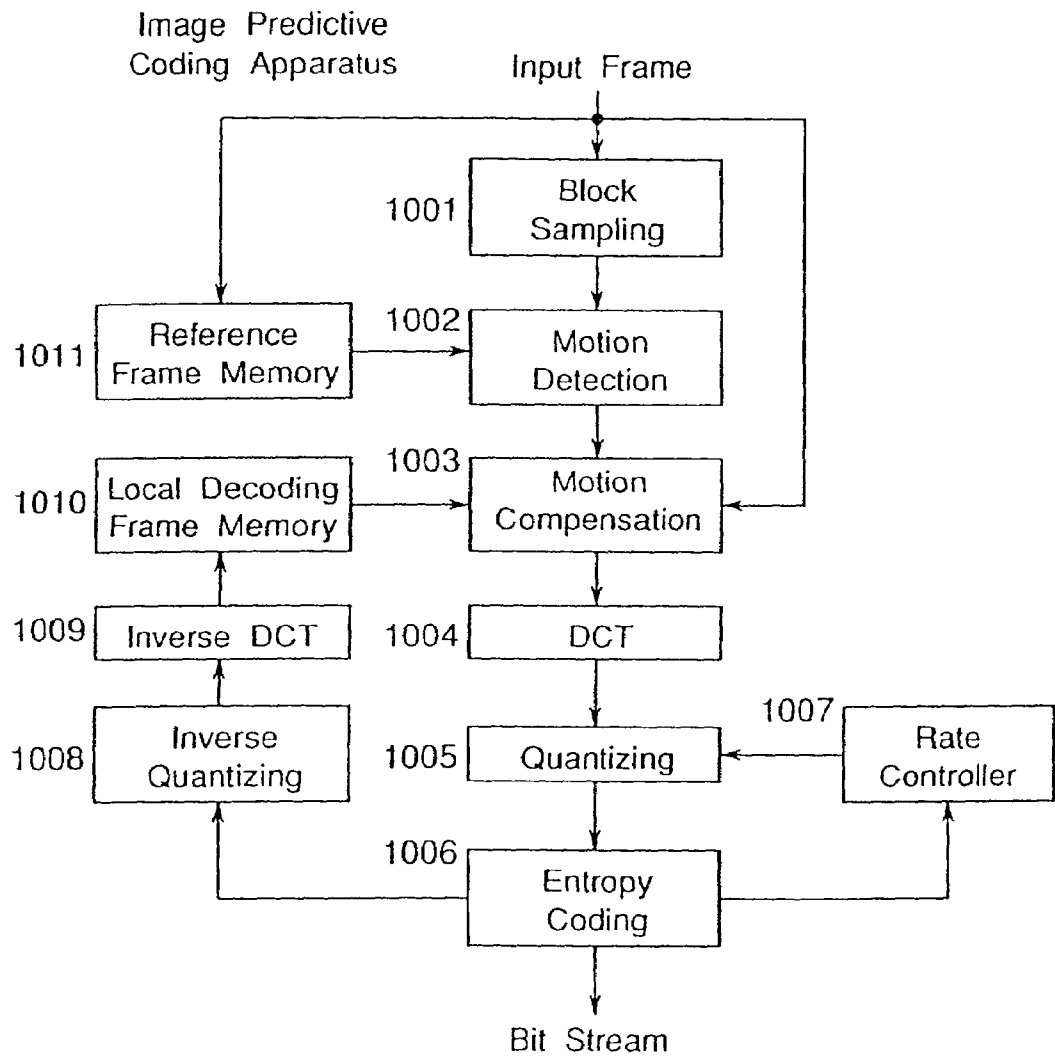 Image Predictive
Coding Apparatus
Input Frame
1001
Block
Sampling
1011
Reference
Frame Memory
1002
Motion
Detection
1010
Local Decoding
Frame Memory
1003
Motion
Compensation
1009
Inverse DCT
1004
DCT
1008
Inverse
Quantizing
1005
Quantizing
1007
Rate
Controller
1006
Entropy
Coding
Bit Stream